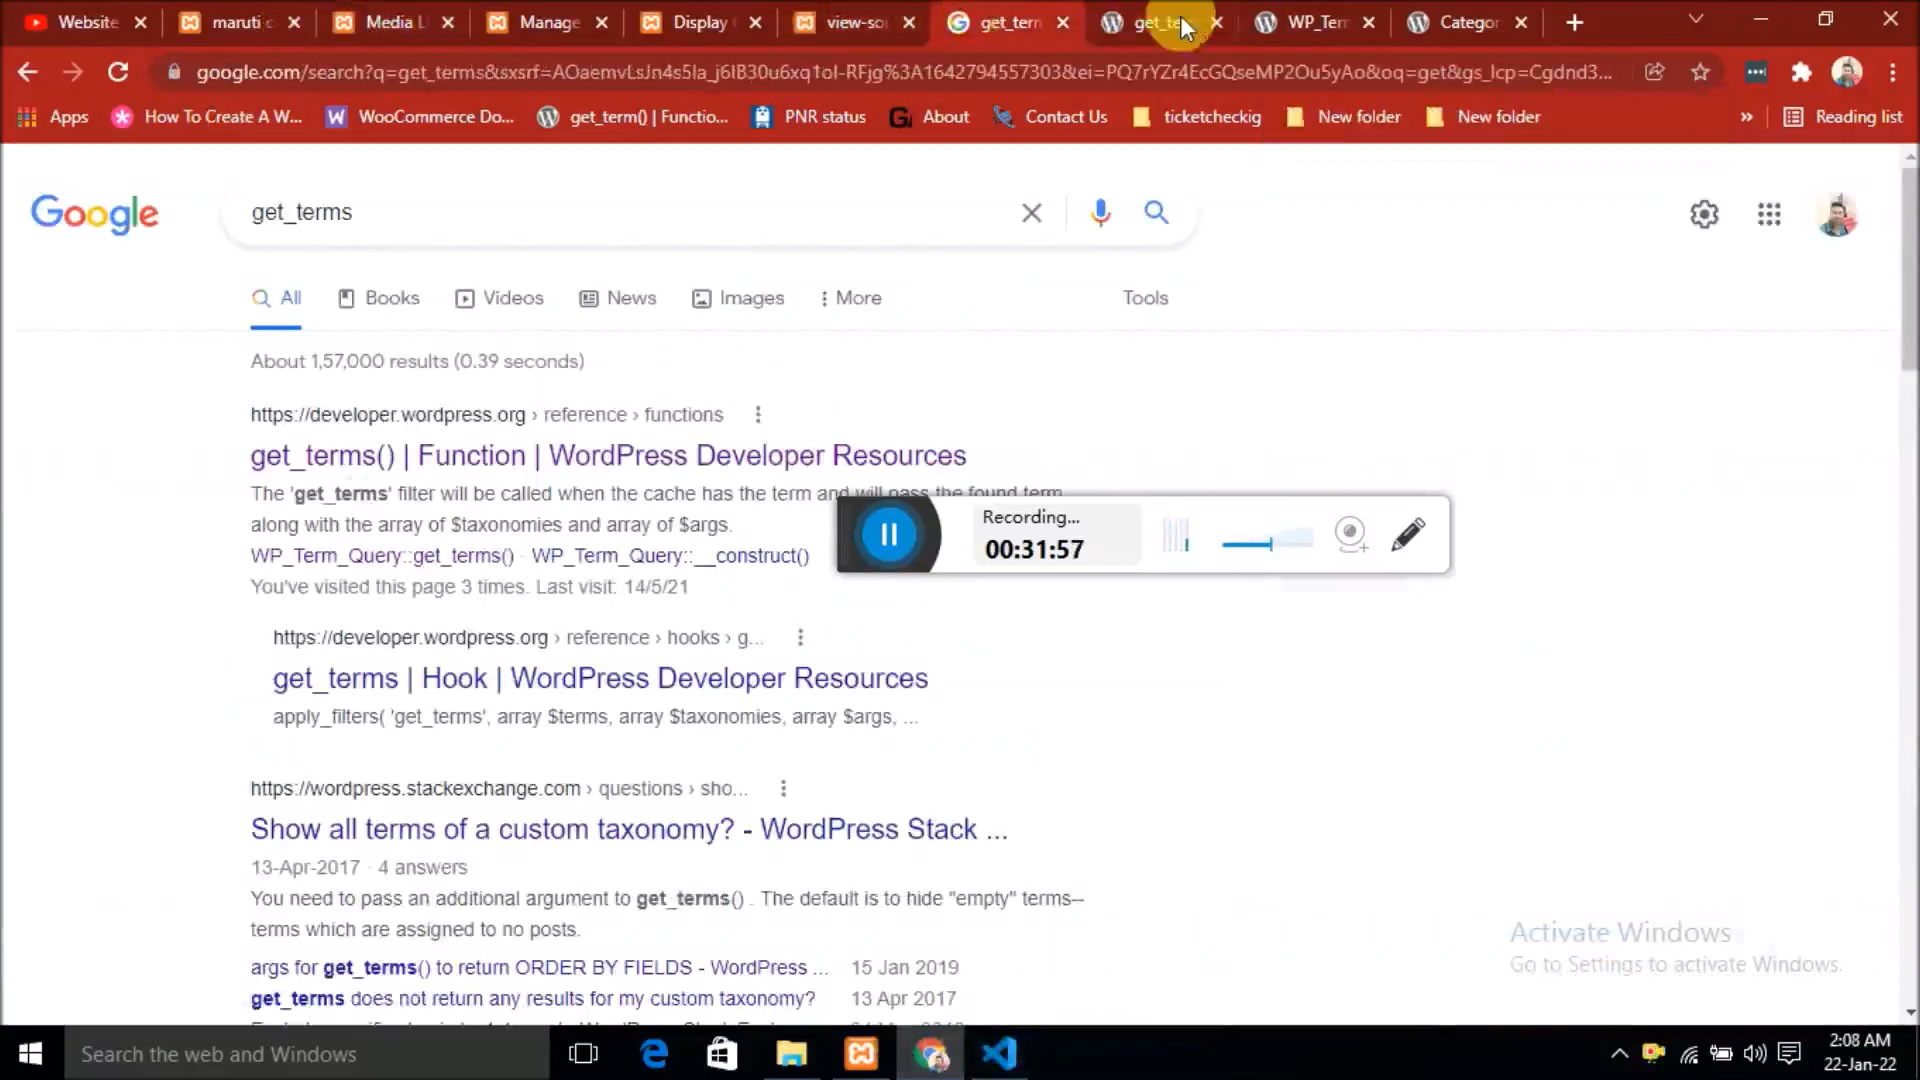 Website
maruti c
Media L
Manage
Display
view-so
get_term
get_te
WP_Term
Categor
google.com/search?q=get_terms&sxsrf=AOaemvLsJn4s5Ia_j6IB30u6xq1oI-RFjg%3A1642794557303&ei=PQ7rYZr4EcGQseMP2Ou5yAo&oq=get&gs_lcp=Cgdnd3...
Apps
How To Create A W...
WooCommerce Do...
get_term() | Functio...
PNR status
About
Contact Us
ticketcheckig
New folder
New folder
»
Reading list
Google
get_terms
All
Books
Videos
News
Images
More
Tools
About 1,57,000 results (0.39 seconds)
https://developer.wordpress.org › reference › functions
get_terms() | Function | WordPress Developer Resources
The 'get_terms' filter will be called when the cache has the term and will pass the found term
along with the array of $taxonomies and array of $args.
WP_Term_Query::get_terms() · WP_Term_Query::__construct()
You've visited this page 3 times. Last visit: 14/5/21
Recording...
00:31:57
https://developer.wordpress.org › reference › hooks › g...
get_terms | Hook | WordPress Developer Resources
apply_filters( 'get_terms', array $terms, array $taxonomies, array $args, ...
https://wordpress.stackexchange.com › questions › sho...
Show all terms of a custom taxonomy? - WordPress Stack ...
13-Apr-2017 · 4 answers
You need to pass an additional argument to get_terms() . The default is to hide "empty" terms--
terms which are assigned to no posts.
args for get_terms() to return ORDER BY FIELDS - WordPress ... 15 Jan 2019
get_terms does not return any results for my custom taxonomy? 13 Apr 2017
Activate Windows
Go to Settings to activate Windows.
Search the web and Windows
2:08 AM
22-Jan-22